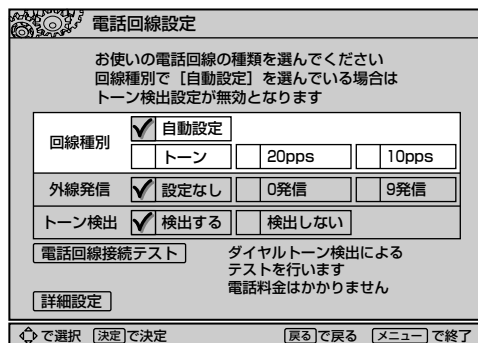 電話回線設定
お使いの電話回線の種類を選んでください
回線種別で［自動設定］を選んでいる場合は
トーン検出設定が無効となります
回線種別 自動設定
トーン 20pps 10pps
外線発信 設定なし 0発信 9発信
トーン検出 検出する 検出しない
電話回線接続テスト ダイヤルトーン検出による
テストを行います
電話料金はかかりません
詳細設定
で選択 決定で決定 戻るで戻る メニューで終了